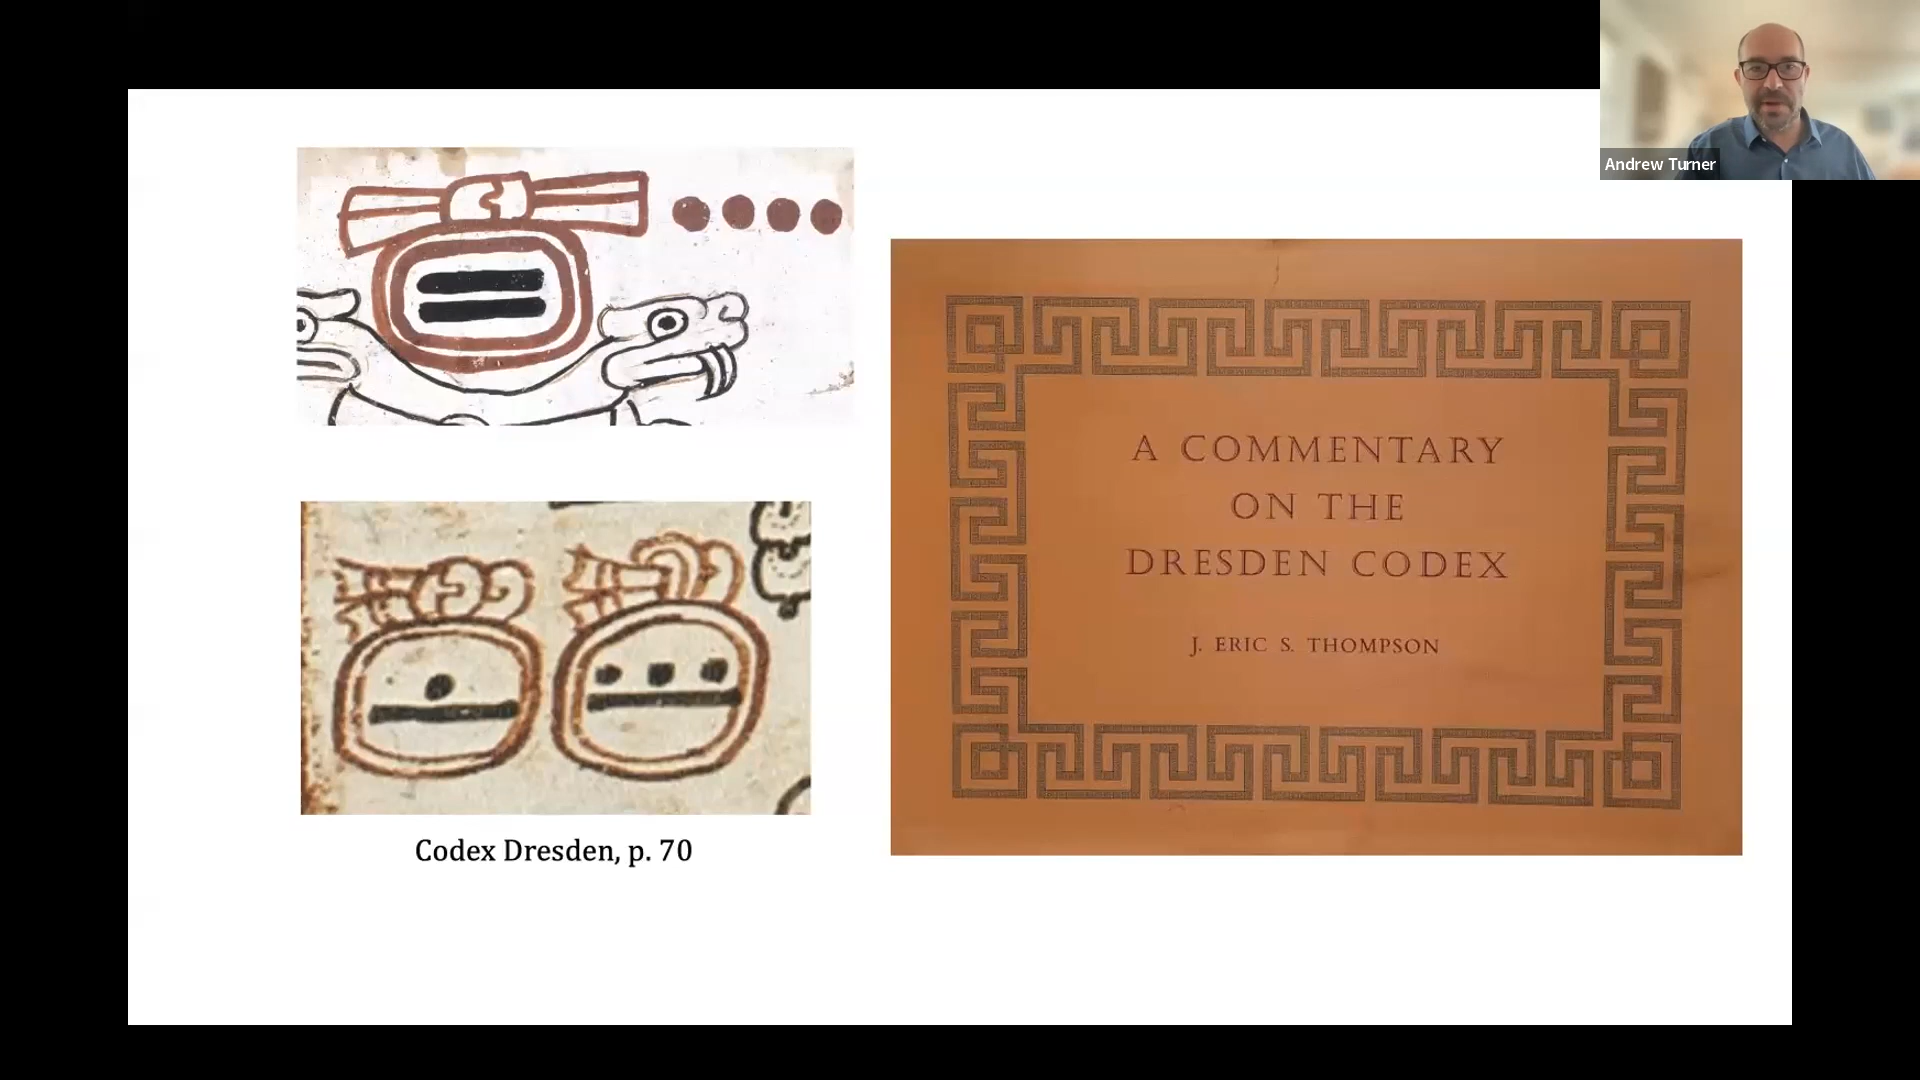 Andrew Turner
A COMMENTARY
ON THE
DRESDEN CODEX
J. ERIC S. THOMPSON
Codex Dresden, p. 70